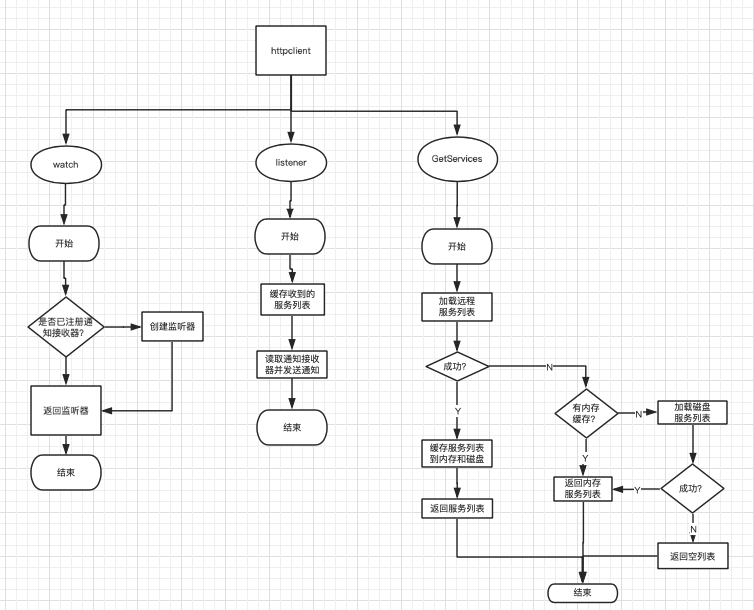 httpclient
watch
开始
是否已注册通
知接收器?
创建监听器
返回监听器
结束
listener
开始
缓存收到的
服务列表
读取通知接收
器并发送通知
结束
GetServices
开始
加载远程
服务列表
成功?
N
Y
缓存服务列表
到内存和磁盘
返回服务列表
有内存
缓存?
N
Y
加载磁盘
服务列表
成功?
Y
N
返回内存
服务列表
返回空列表
结束